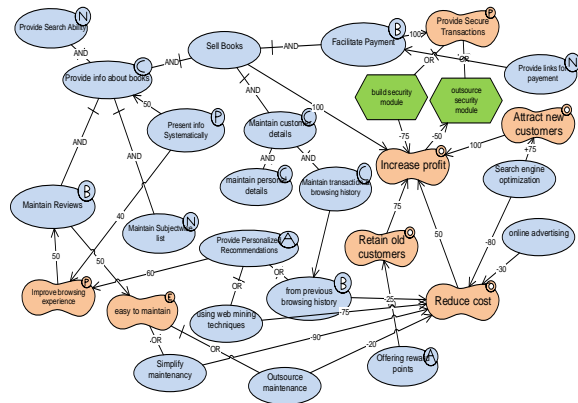 N
Provide Search Ability
AND
C
Provide info about books
AND
Sell Books
AND
B
Facilitate Payment
100
P
Provide Secure
Transactions
OR
OR
N
Provide links for
payement
build security
module
outsource
security
module
-75
-50
O
Attract new
customers
100
+75
O
Increase profit
100
50
P
Present info
Systematically
AND
AND
AND
C
Maintain customer
details
AND
AND
C
maintain personal
details
C
Maintain transaction &
browsing history
Search engine
optimization
B
Maintain Reviews
40
N
Maintain Subjectwise
list
A
Provide Personalized
Recommendations
75
O
Retain old
customers
50
-80
online advertising
-30
50
50
60
OR
OR
P
Improve browsing
experience
E
easy to maintain
B
from previous
browsing history
-25
O
Reduce cost
using web mining
techniques
-75
OR
OR
-90
-20
Simplify
maintenancy
Outsource
maintenance
A
Offering reward
points